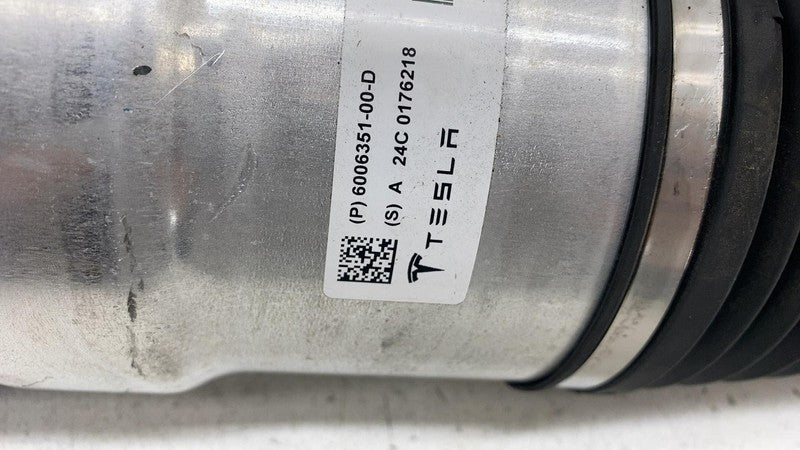 (P) 6006351-00-D
(S) A 24C 0176218
TESLA